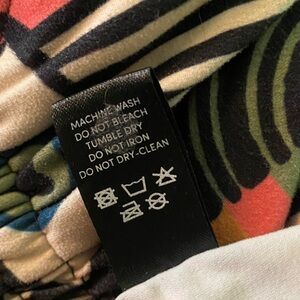 MACHINE WASH
DO NOT BLEACH
TUMBLE DRY
DO NOT IRON
DO NOT DRY-CLEAN